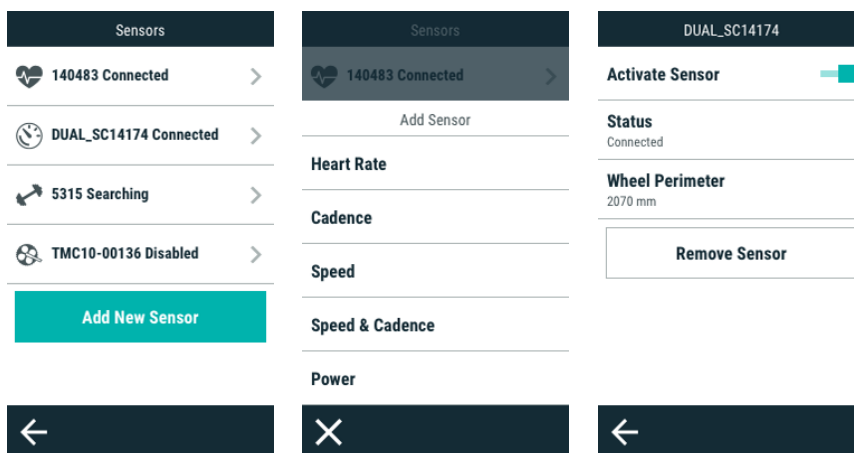 Sensors
140483 Connected
DUAL_SC14174 Connected
5315 Searching
TMC10-00136 Disabled
Add New Sensor
Sensors
140483 Connected
Add Sensor
Heart Rate
Cadence
Speed
Speed & Cadence
Power
DUAL_SC14174
Activate Sensor
Status
Connected
Wheel Perimeter
2070 mm
Remove Sensor